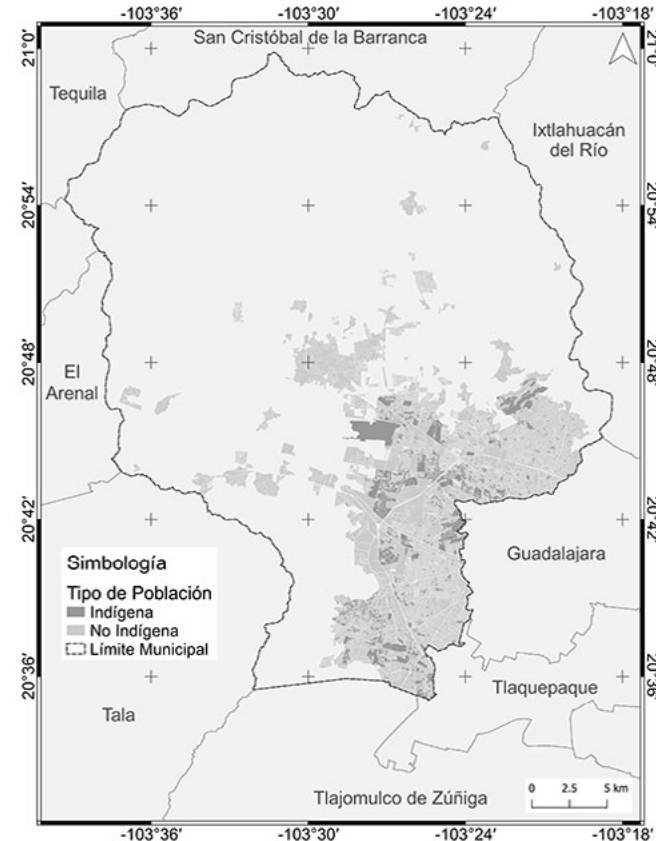 -103°36' -103°30' -103°24' -103°18'
21°0'
21°0'
San Cristóbal de la Barranca
Tequila
Ixtlahuacán
del Río
20°54'
20°54'
20°48'
20°48'
El
Arenal
20°42'
20°42'
Guadalajara
Simbología
Tipo de Población
Indígena
No Indígena
Límite Municipal
20°36'
20°36'
Tlaquepaque
Tala
Tlajomulco de Zúñiga
0 2.5 5 km
-103°36' -103°30' -103°24' -103°18'